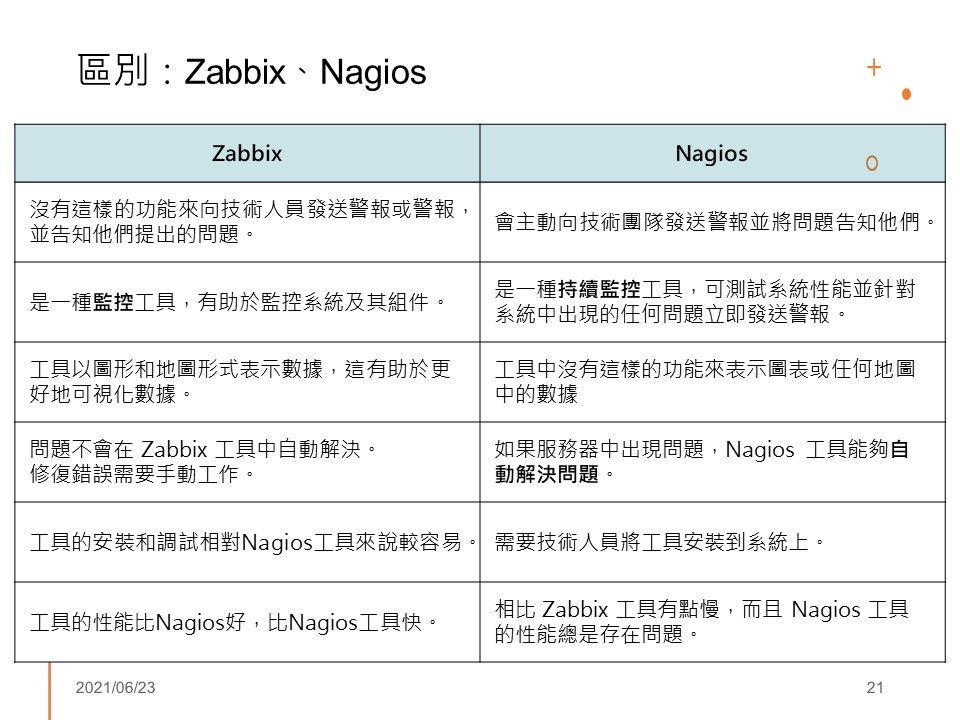 區別：Zabbix、Nagios
Zabbix
Nagios
沒有這樣的功能來向技術人員發送警報或警報，
並告知他們提出的問題。
會主動向技術團隊發送警報並將問題告知他們。
是一種監控工具，有助於監控系統及其組件。
是一種持續監控工具，可測試系統性能並針對
系統中出現的任何問題立即發送警報。
工具以圖形和地圖形式表示數據，這有助於更
好地可視化數據。
工具中沒有這樣的功能來表示圖表或任何地圖
中的數據
問題不會在 Zabbix 工具中自動解決。
修復錯誤需要手動工作。
如果服務器中出現問題，Nagios 工具能夠自
動解決問題。
工具的安裝和調試相對Nagios工具來說較容易。
需要技術人員將工具安裝到系統上。
工具的性能比Nagios好，比Nagios工具快。
相比 Zabbix 工具有點慢，而且 Nagios 工具
的性能總是存在問題。
2021/06/23
21